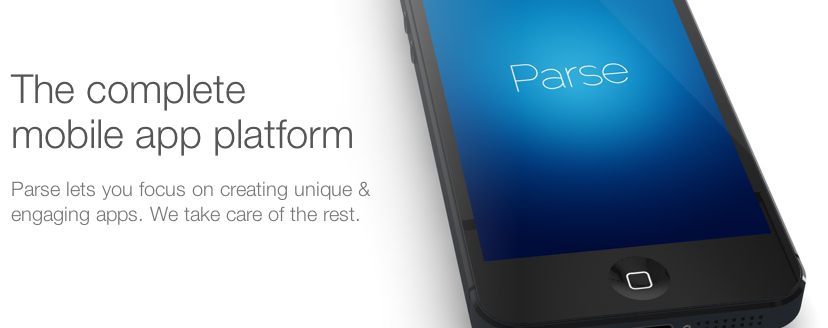 The complete
mobile app platform
Parse lets you focus on creating unique &
engaging apps. We take care of the rest.
Parse